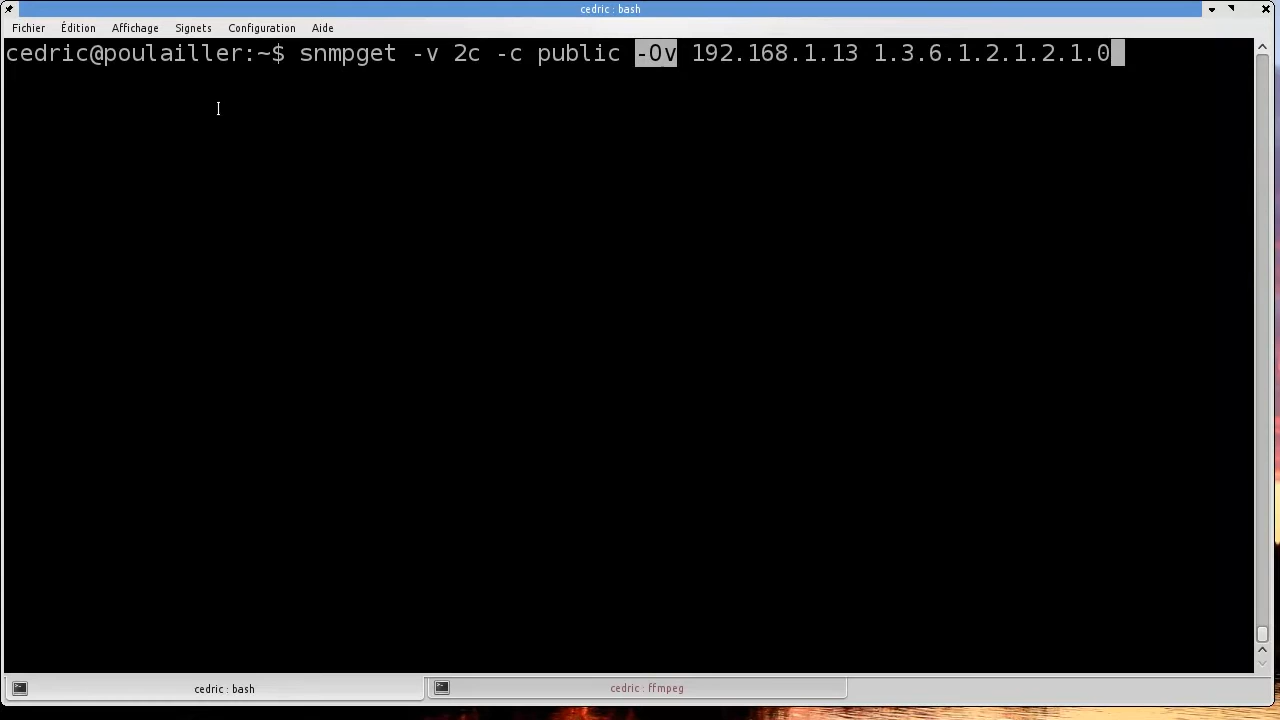 cedric : bash
Fichier Édition Affichage Signets Configuration Aide
cedric@poulailler:~$ snmpget -v 2c -c public -Ov 192.168.1.13 1.3.6.1.2.1.2.1.0
cedric : bash cedric : ffmpeg